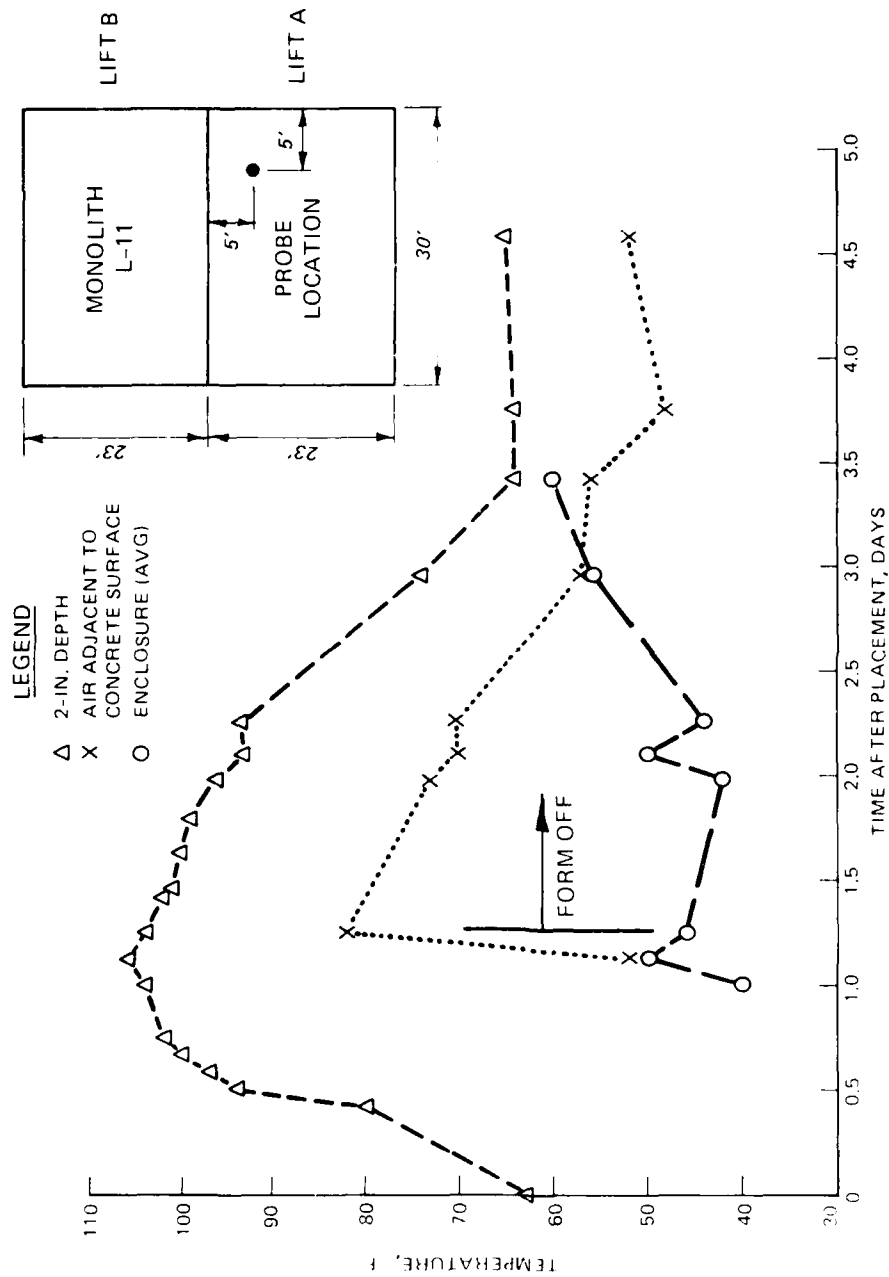 LEGEND
Δ 2-IN. DEPTH
X AIR ADJACENT TO
CONCRETE SURFACE
O ENCLOSURE (AVG)
MONOLITH
L-11
PROBE
LOCATION
LIFT B
LIFT A
23'
23'
5'
5'
30'
FORM OFF
TEMPERATURE, F
110
100
90
80
70
60
50
40
30
0
0.5
1.0
1.5
2.0
2.5
3.0
3.5
4.0
4.5
5.0
TIME AFTER PLACEMENT, DAYS